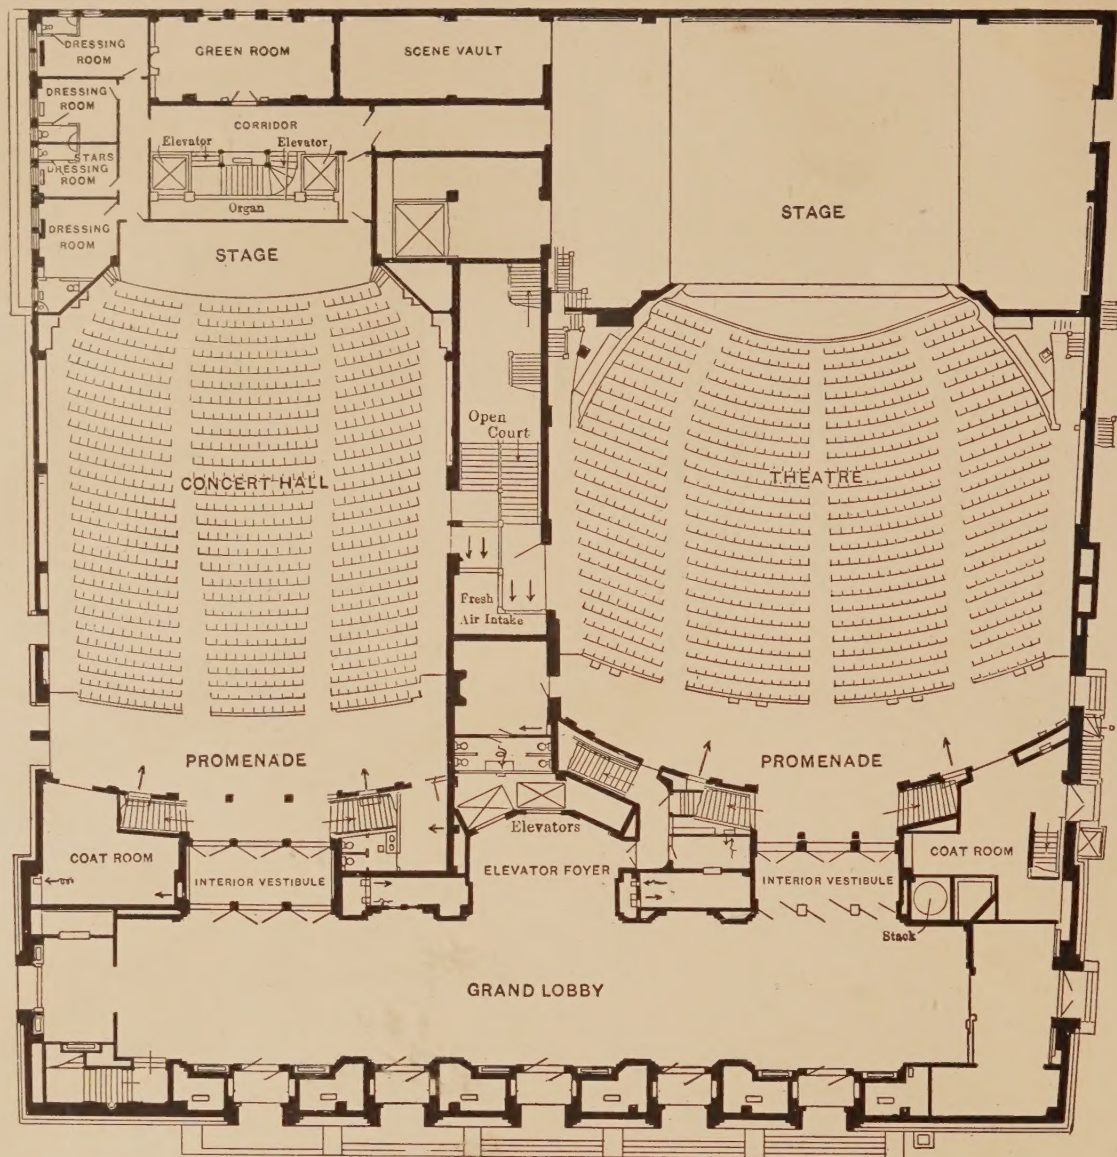 DRESSING
ROOM
GREEN ROOM
SCENE VAULT
DRESSING
ROOM
CORRIDOR
Elevator
Elevator
STARS
DRESSING
ROOM
Organ
DRESSING
ROOM
STAGE
STAGE
Open
Court
CONCERT HALL
THEATRE
Fresh
Air Intake
PROMENADE
PROMENADE
Elevators
COAT ROOM
INTERIOR VESTIBULE
ELEVATOR FOYER
INTERIOR VESTIBULE
COAT ROOM
Stack
GRAND LOBBY